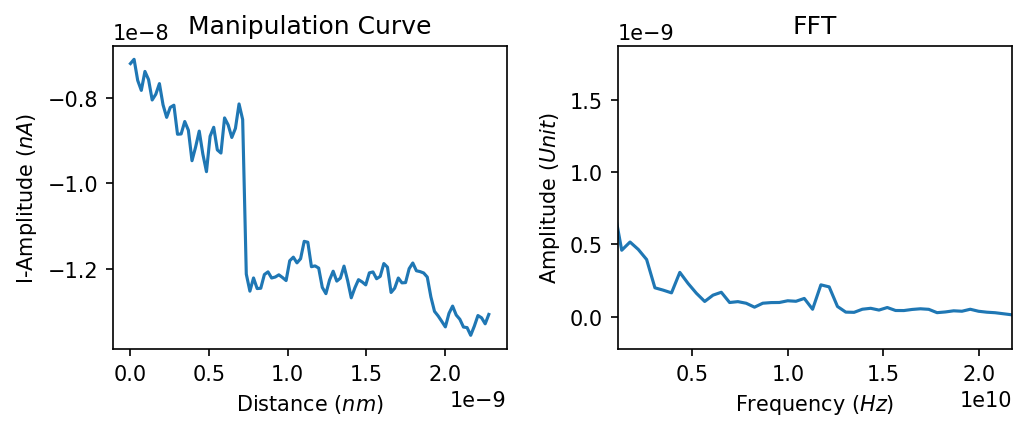 Manipulation Curve
1e−8
−0.8
−1.0
−1.2
I-Amplitude (nA)
0.0 0.5 1.0 1.5 2.0
1e−9
Distance (nm)
FFT
1e−9
1.5
1.0
0.5
0.0
Amplitude (Unit)
0.5 1.0 1.5 2.0
1e10
Frequency (Hz)